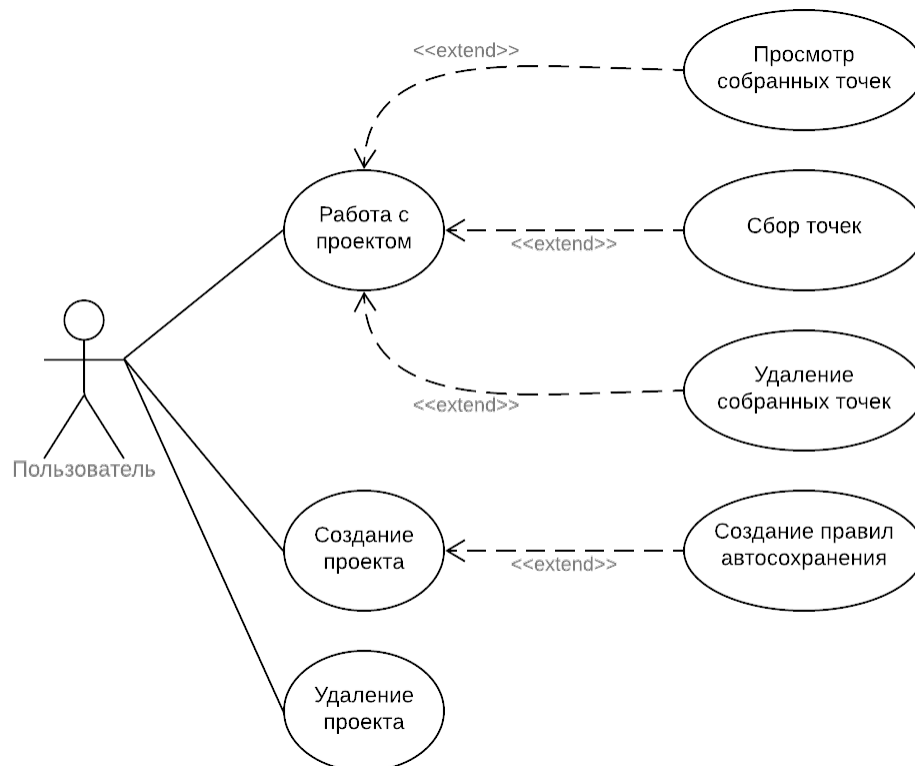 <<extend>>
Просмотр
собранных точек
Работа с
проектом
<<extend>>
Сбор точек
Удаление
собранных точек
<<extend>>
Пользователь
Создание
проекта
<<extend>>
Создание правил
автосохранения
Удаление
проекта